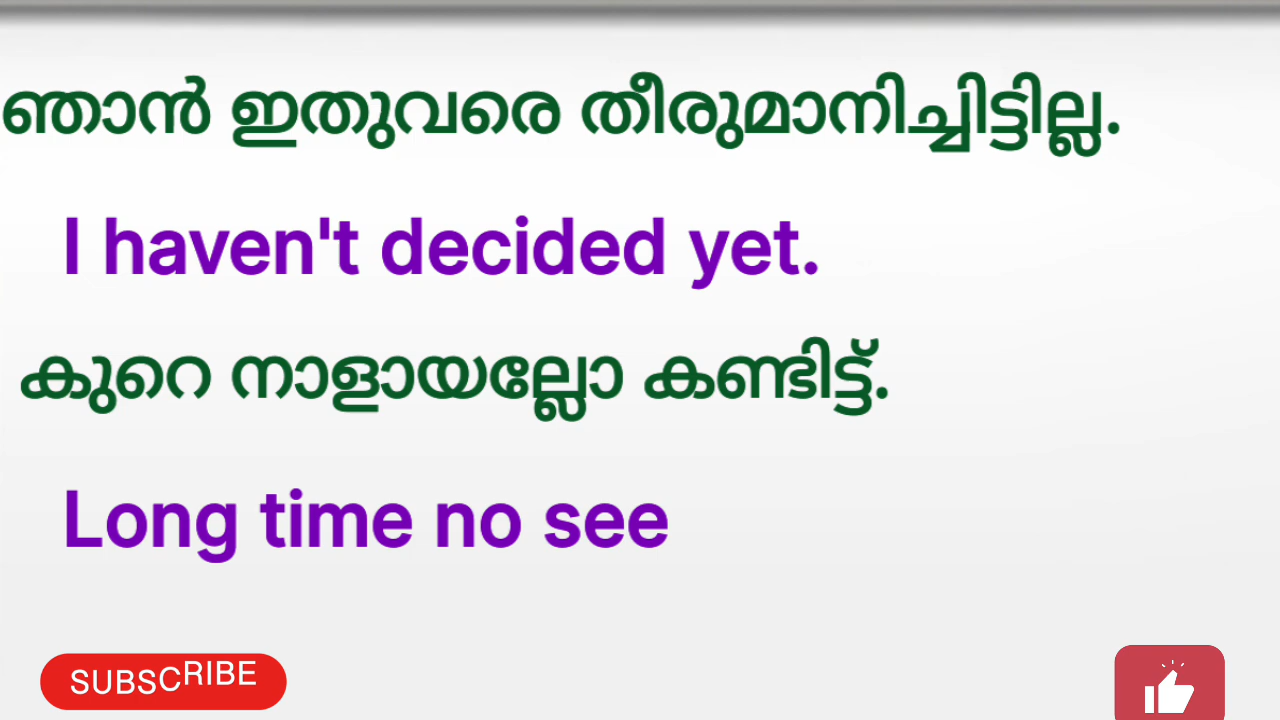 ഞാൻ ഇതുവരെ തീരുമാനിച്ചിട്ടില്ല.
I haven't decided yet.
കുറെ നാളായല്ലോ കണ്ടിട്ട്.
Long time no see
SUBSCRIBE